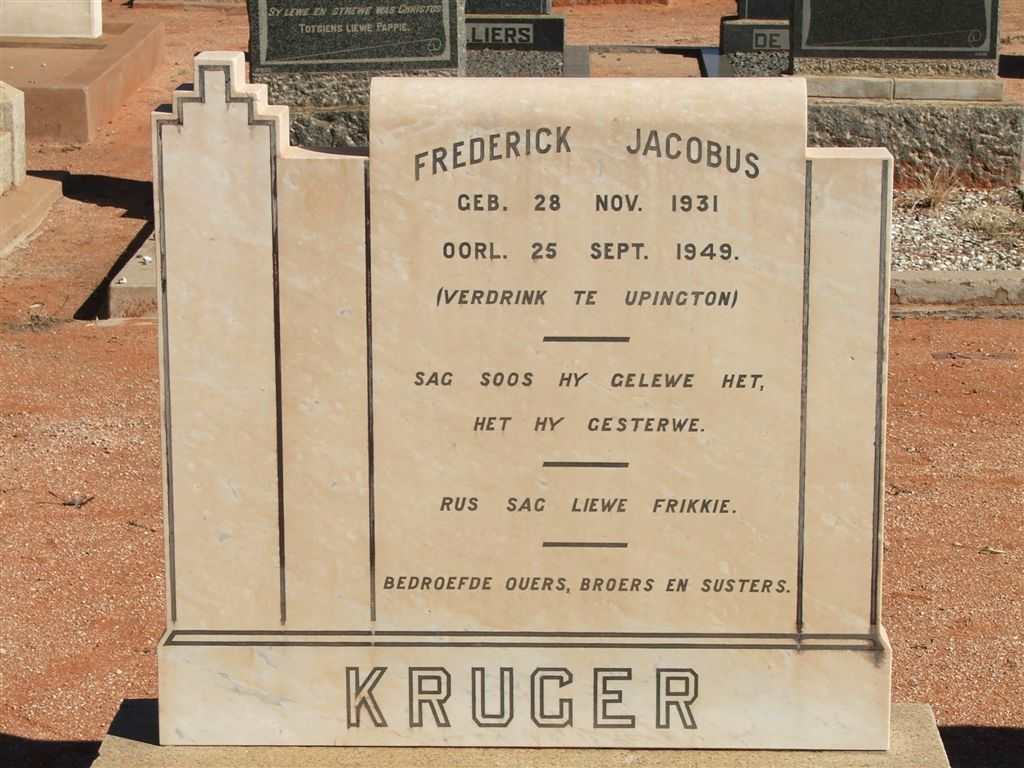 SY LEWE EN STREWE WAS CHRISTUS
TOTSIENS LIEWE PAPPIE.
LIERS
DE
FREDERICK JACOBUS
GEB. 28 NOV. 1931
OORL. 25 SEPT. 1949.
(VERDRINK TE UPINGTON)
SAG SOOS HY GELEWE HET,
HET HY GESTERWE.
RUS SAG LIEWE FRIKKIE.
BEDROEFDE OUERS, BROERS EN SUSTERS.
KRUGER